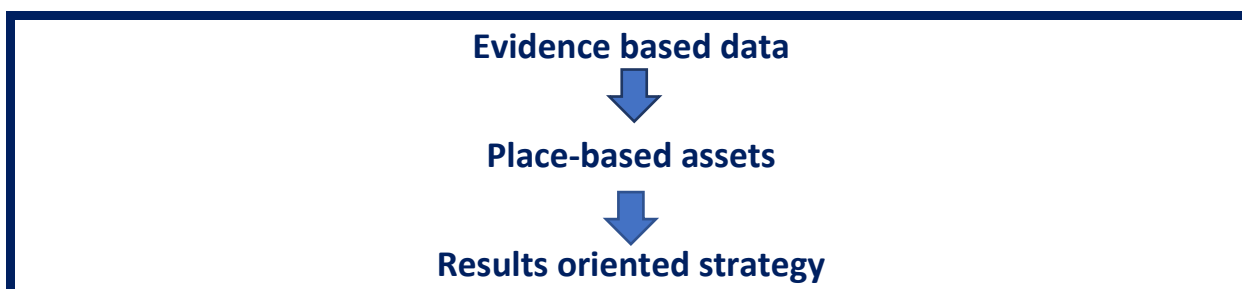 Evidence based data
Place-based assets
Results oriented strategy